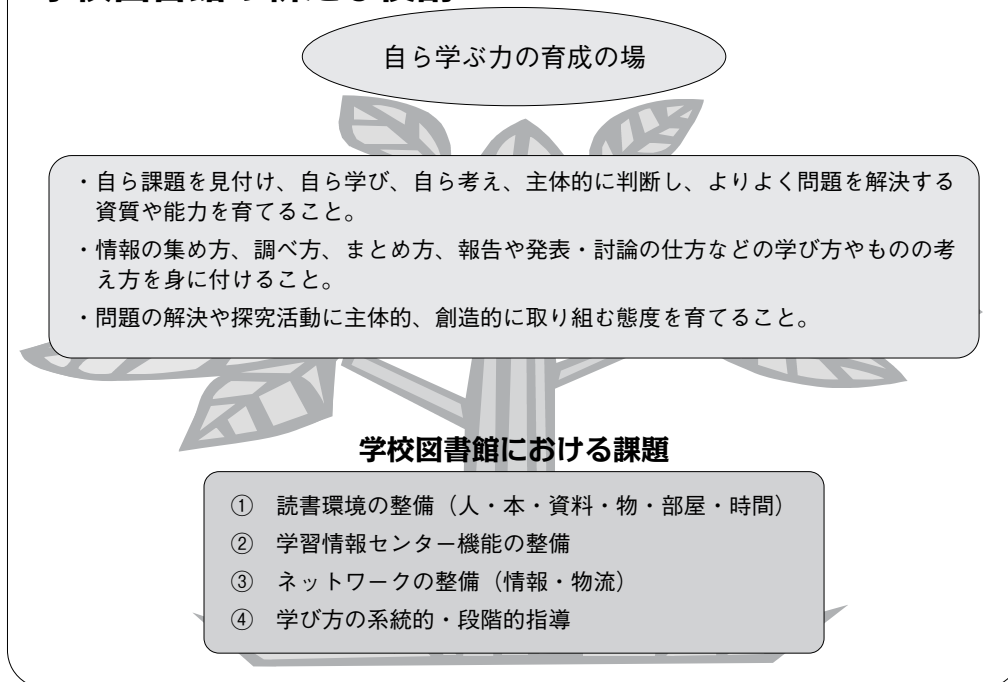 自ら学ぶ力の育成の場
・自ら課題を見付け、自ら学び、自ら考え、主体的に判断し、よりよく問題を解決する
資質や能力を育てること。
・情報の集め方、調べ方、まとめ方、報告や発表・討論の仕方などの学び方やものの考
え方を身に付けること。
・問題の解決や探究活動に主体的、創造的に取り組む態度を育てること。
学校図書館における課題
① 読書環境の整備（人・本・資料・物・部屋・時間）
② 学習情報センター機能の整備
③ ネットワークの整備（情報・物流）
④ 学び方の系統的・段階的指導